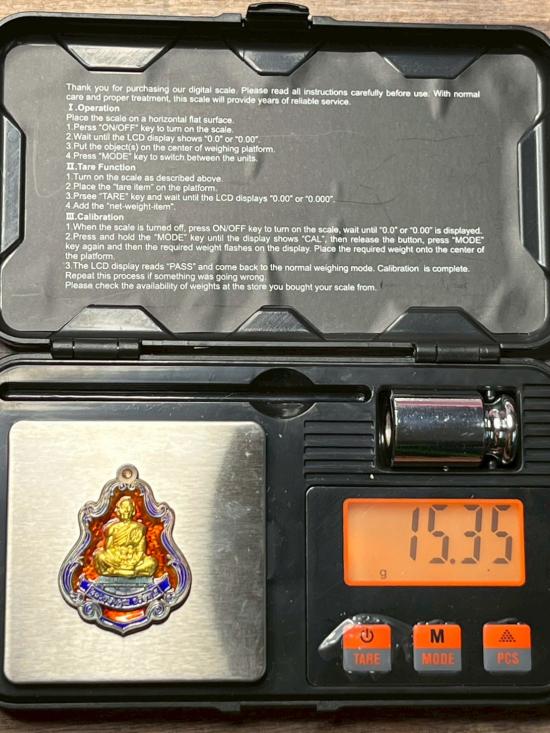 Thank you for purchasing our digital scale. Please read all instructions carefully before use. With normal
care and proper treatment, this scale will provide years of reliable service.
Ⅰ.Operation
Place the scale on a horizontal flat surface.
1.Perss "ON/OFF" key to turn on the scale.
2.Wait until the LCD display shows "0.0" or "0.00".
3.Put the object(s) on the center of weighing platform.
4.Press "MODE" key to switch between the units.
Ⅱ.Tare Function
1.Turn on the scale as described above.
2.Place the "tare item" on the platform.
3.Prsee "TARE" key and wait until the LCD displays "0.00" or "0.000".
4.Add the "net-weight-item".
Ⅲ.Calibration
1.When the scale is turned off, press ON/OFF key to turn on the scale, wait until "0.0" or "0.00" is displayed.
2.Press and hold the "MODE" key until the display shows "CAL", then release the button, press "MODE"
key again and then the required weight flashes on the display. Place the required weight onto the center of
the platform.
3.The LCD display reads "PASS" and come back to the normal weighing mode. Calibration is complete.
Repeat this process if something was going wrong.
Please check the availability of weights at the store you bought your scale from.
15.35
g
M
TARE
MODE
PCS